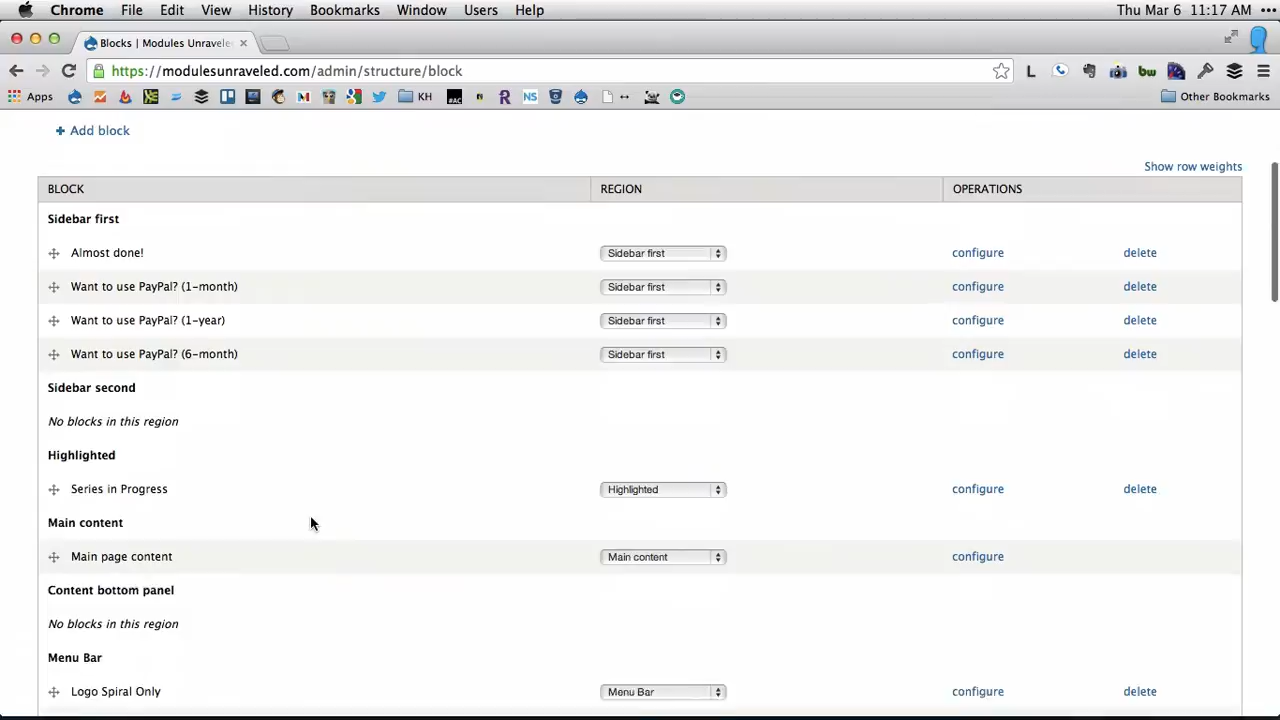 Chrome File Edit View History Bookmarks Window Users Help Thu Mar 6 11:17 AM
Blocks | Modules Unravele
https://modulesunraveled.com/admin/structure/block
Apps KH #AC R NS Other Bookmarks
Add block
Show row weights
BLOCK REGION OPERATIONS
Sidebar first
Almost done! Sidebar first configure delete
Want to use PayPal? (1-month) Sidebar first configure delete
Want to use PayPal? (1-year) Sidebar first configure delete
Want to use PayPal? (6-month) Sidebar first configure delete
Sidebar second
No blocks in this region
Highlighted
Series in Progress Highlighted configure delete
Main content
Main page content Main content configure
Content bottom panel
No blocks in this region
Menu Bar
Logo Spiral Only Menu Bar configure delete